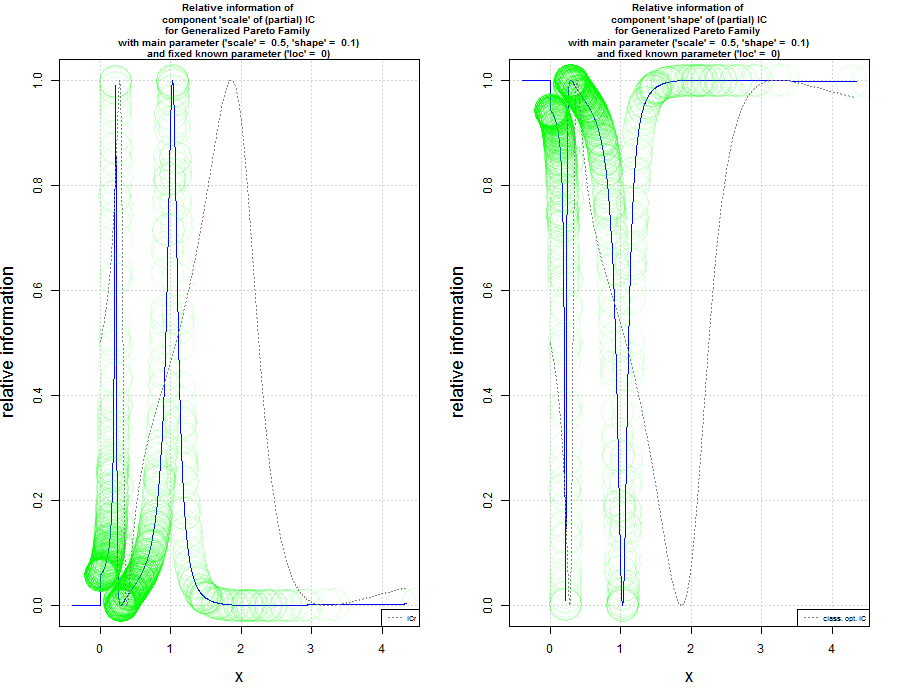 Relative information of
component 'scale' of (partial) IC
for Generalized Pareto Family
with main parameter ('scale' = 0.5, 'shape' = 0.1)
and fixed known parameter ('loc' = 0)
relative information
0.0
0.2
0.4
0.6
0.8
1.0
0
1
2
3
4
x
ICr
Relative information of
component 'shape' of (partial) IC
for Generalized Pareto Family
with main parameter ('scale' = 0.5, 'shape' = 0.1)
and fixed known parameter ('loc' = 0)
relative information
0.0
0.2
0.4
0.6
0.8
1.0
0
1
2
3
4
x
class. opt. IC